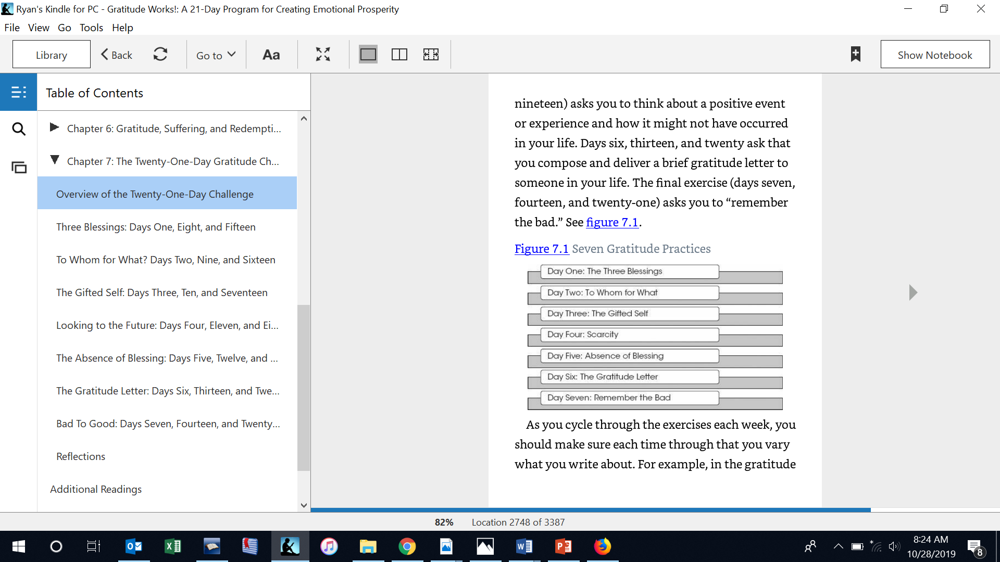 Ryan's Kindle for PC - Gratitude Works!: A 21-Day Program for Creating Emotional Prosperity
File View Go Tools Help
Library
Back
Go to
Aa
Show Notebook
Table of Contents
Chapter 6: Gratitude, Suffering, and Redempti...
Chapter 7: The Twenty-One-Day Gratitude Ch...
Overview of the Twenty-One-Day Challenge
Three Blessings: Days One, Eight, and Fifteen
To Whom for What? Days Two, Nine, and Sixteen
The Gifted Self: Days Three, Ten, and Seventeen
Looking to the Future: Days Four, Eleven, and Ei...
The Absence of Blessing: Days Five, Twelve, and ...
The Gratitude Letter: Days Six, Thirteen, and Twe...
Bad To Good: Days Seven, Fourteen, and Twenty...
Reflections
Additional Readings
nineteen) asks you to think about a positive event
or experience and how it might not have occurred
in your life. Days six, thirteen, and twenty ask that
you compose and deliver a brief gratitude letter to
someone in your life. The final exercise (days seven,
fourteen, and twenty-one) asks you to “remember
the bad.” See figure 7.1.
Figure 7.1 Seven Gratitude Practices
Day One: The Three Blessings
Day Two: To Whom for What
Day Three: The Gifted Self
Day Four: Scarcity
Day Five: Absence of Blessing
Day Six: The Gratitude Letter
Day Seven: Remember the Bad
As you cycle through the exercises each week, you
should make sure each time through that you vary
what you write about. For example, in the gratitude
82% Location 2748 of 3387
8:24 AM
10/28/2019
8